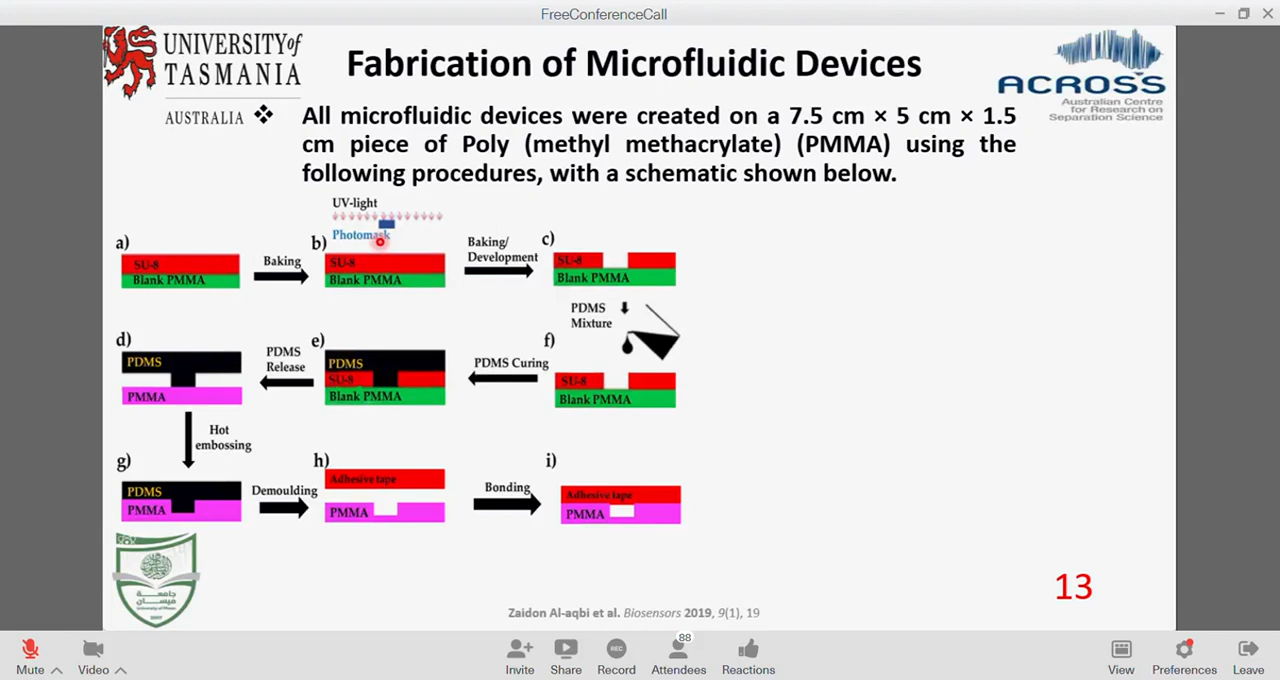 FreeConferenceCall
UNIVERSITY of
TASMANIA
AUSTRALIA
Fabrication of Microfluidic Devices
ACROSS
Australian Centre
for Research on
Separation Science
❖ All microfluidic devices were created on a 7.5 cm × 5 cm × 1.5
cm piece of Poly (methyl methacrylate) (PMMA) using the
following procedures, with a schematic shown below.
a)
SU-8
Blank PMMA
Baking
UV-light
Photomask
b)
SU-8
Blank PMMA
Baking/
Development
c)
SU-8
Blank PMMA
PDMS
Mixture
d)
PDMS
PMMA
PDMS
Release
e)
PDMS
SU-8
Blank PMMA
PDMS Curing
f)
SU-8
Blank PMMA
Hot
embossing
g)
PDMS
PMMA
Demoulding
h)
Adhesive tape
PMMA
Bonding
i)
Adhesive tape
PMMA
جامعة
ميسان
13
Zaidon Al-aqbi et al. Biosensors 2019, 9(1), 19
88
Mute
Video
Invite
Share
REC
Record
Attendees
Reactions
View
Preferences
Leave